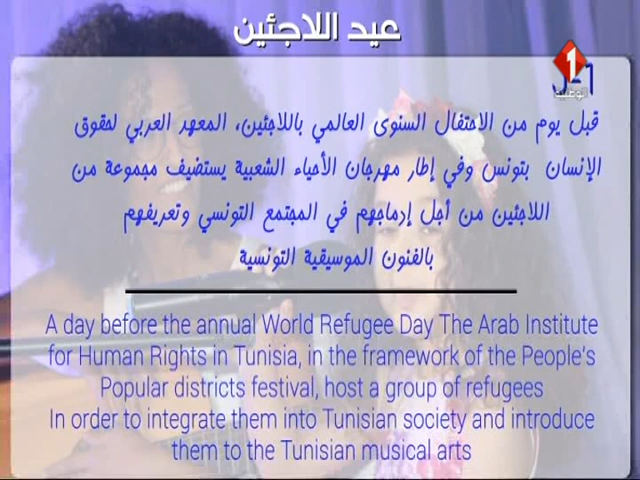 عيد اللاجئين
الوطنية 1
قبل يوم من الاحتفال السنوى العالمي باللاجئين، المعهر العربي لحقوق
الإنسان بتونس وفي إطار مهرجان الأحياء الشعبية يستضيف مجموعة من
اللاجئين من أجل إدماجهم في المجتمع التونسي وتعريفهم
بالفنون الموسيقية التونسية
A day before the annual World Refugee Day The Arab Institute
for Human Rights in Tunisia, in the framework of the People's
Popular districts festival, host a group of refugees
In order to integrate them into Tunisian society and introduce
them to the Tunisian musical arts